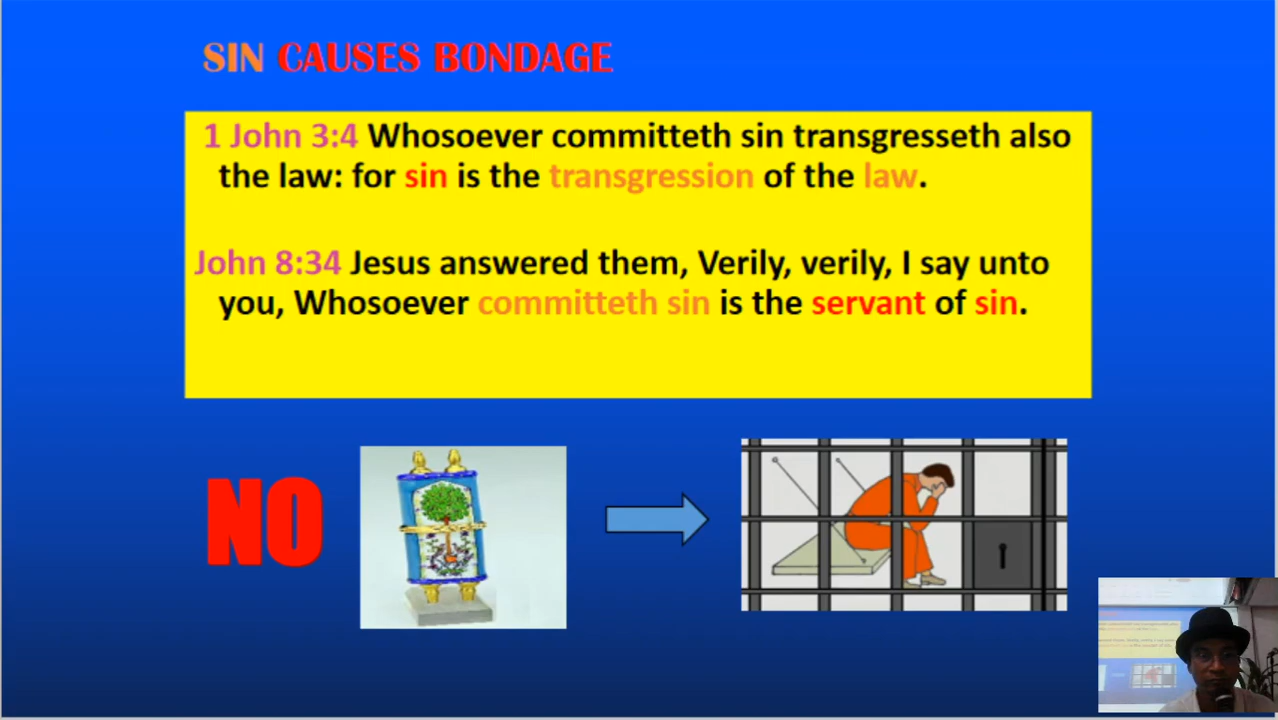 SIN CAUSES BONDAGE
1 John 3:4 Whosoever committeth sin transgresseth also
the law: for sin is the transgression of the law.
John 8:34 Jesus answered them, Verily, verily, I say unto
you, Whosoever committeth sin is the servant of sin.
NO